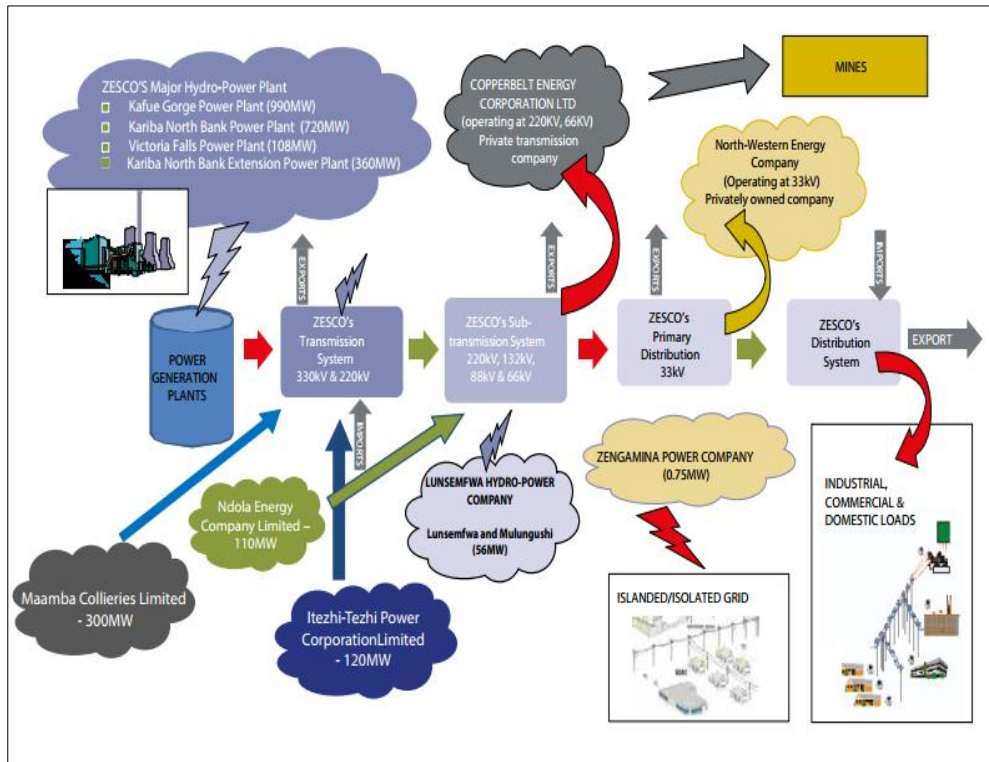 ZESCO'S Major Hydro-Power Plant
Kafue Gorge Power Plant (990MW)
Kariba North Bank Power Plant (720MW)
Victoria Falls Power Plant (108MW)
Kariba North Bank Extension Power Plant (360MW)
COPPERBELT ENERGY
CORPORATION LTD
(operating at 220KV, 66KV)
Private transmission
company
MINES
North-Western Energy
Company
(Operating at 33kV)
Privately owned company
EXPORTS
EXPORTS
EXPORTS
IMPORTS
POWER
GENERATION
PLANTS
ZESCO's
Transmission
System
330kV & 220kV
ZESCO's Sub-
transmission System
220kV, 132kV,
88kV & 66kV
ZESCO's
Primary
Distribution
33kV
ZESCO's
Distribution
System
EXPORT
IMPORTS
Ndola Energy
Company Limited –
110MW
LUNSEMFWA HYDRO-POWER
COMPANY
Lunsemfwa and Mulungushi
(56MW)
ZENGAMINA POWER COMPANY
(0.75MW)
INDUSTRIAL,
COMMERCIAL &
DOMESTIC LOADS
Maamba Collieries Limited
- 300MW
Itezhi-Tezhi Power
CorporationLimited
- 120MW
ISLANDED/ISOLATED GRID